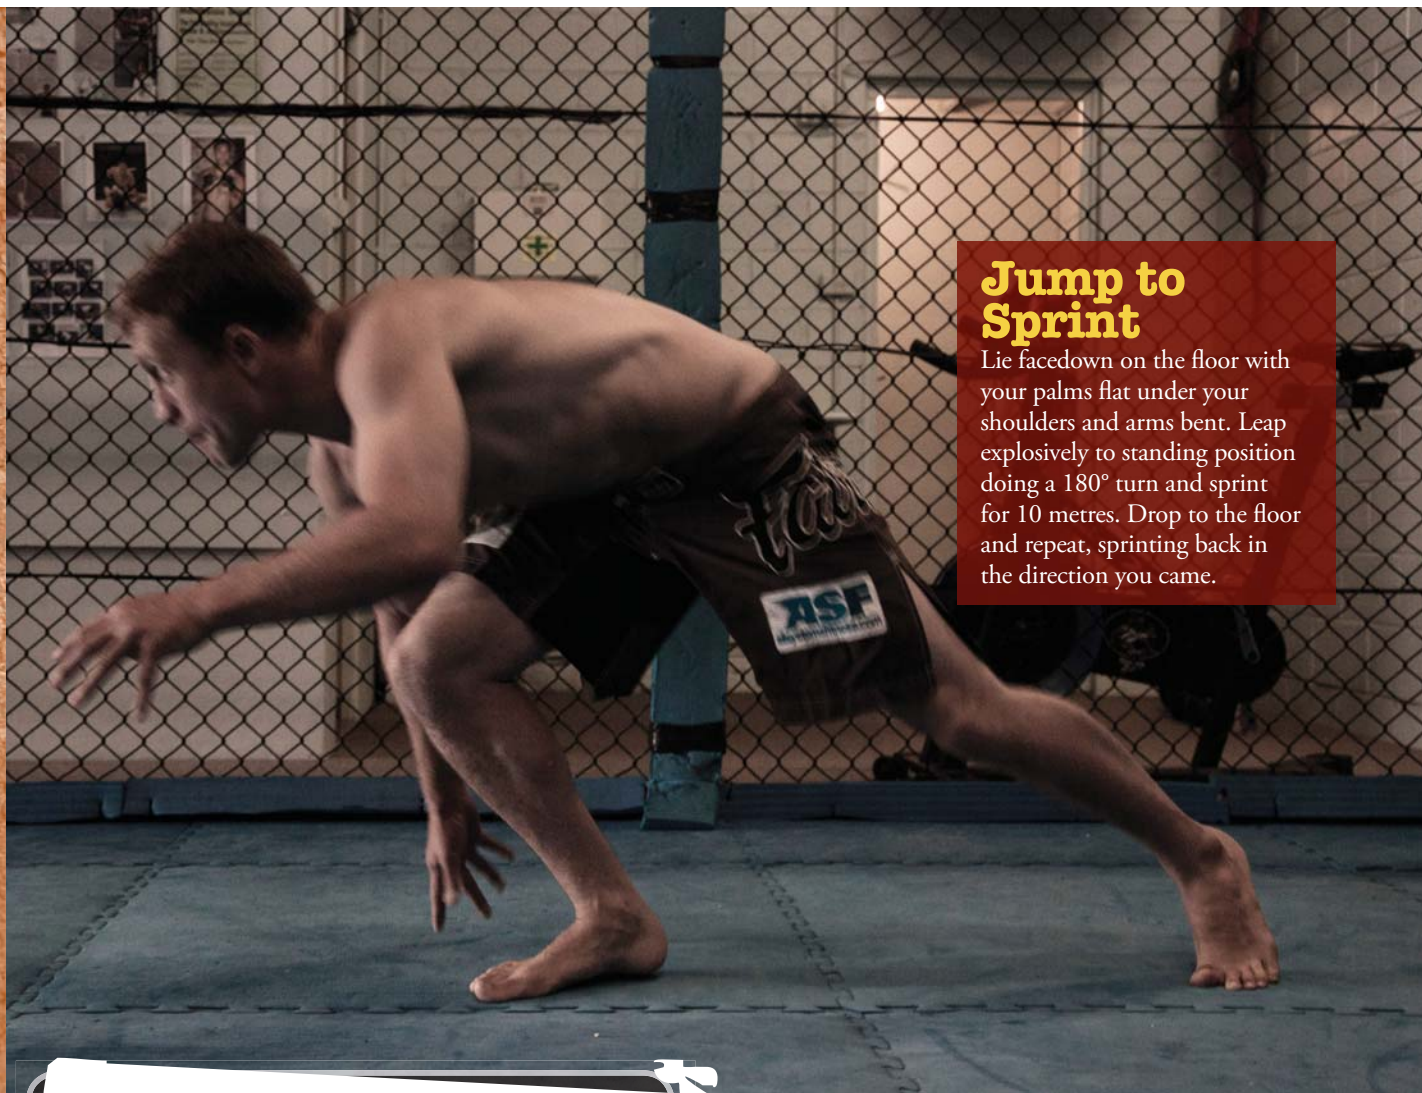 Jump to
Sprint
Lie facedown on the floor with
your palms flat under your
shoulders and arms bent. Leap
explosively to standing position
doing a 180° turn and sprint
for 10 metres. Drop to the floor
and repeat, sprinting back in
the direction you came.
ASF